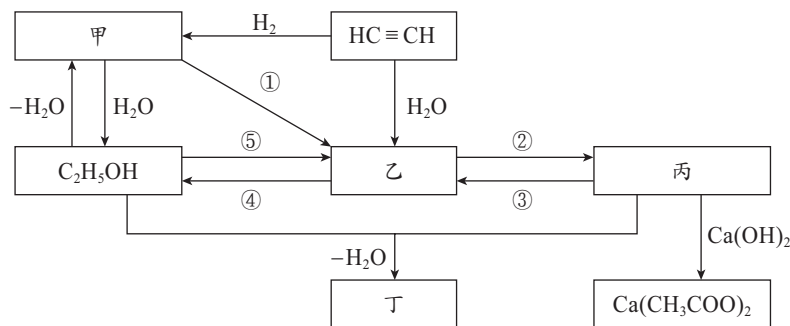 甲
H₂
HC≡CH
①
−H₂O
H₂O
H₂O
C₂H₅OH
⑤
④
乙
②
③
丙
−H₂O
Ca(OH)₂
丁
Ca(CH₃COO)₂